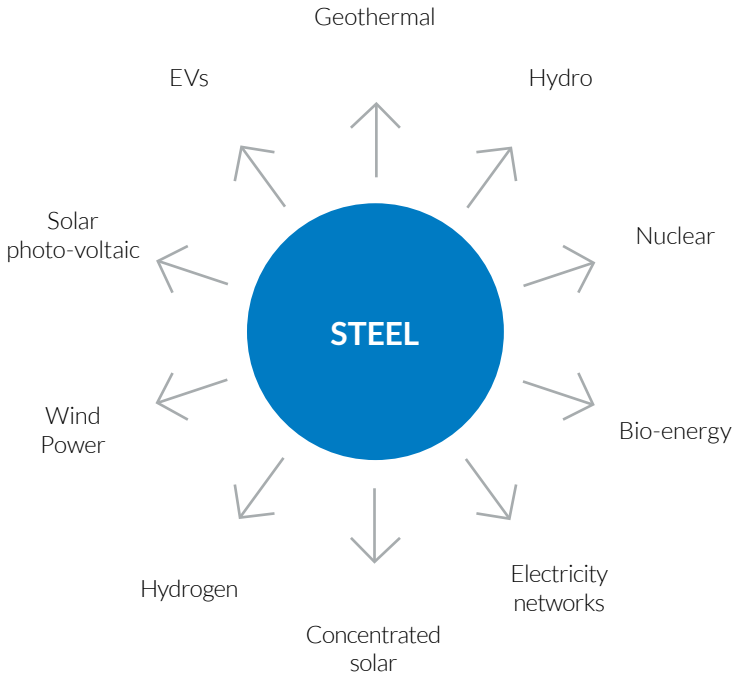 Geothermal
EVs
Hydro
Solar
photo-voltaic
Nuclear
STEEL
Wind
Power
Bio-energy
Hydrogen
Electricity
networks
Concentrated
solar